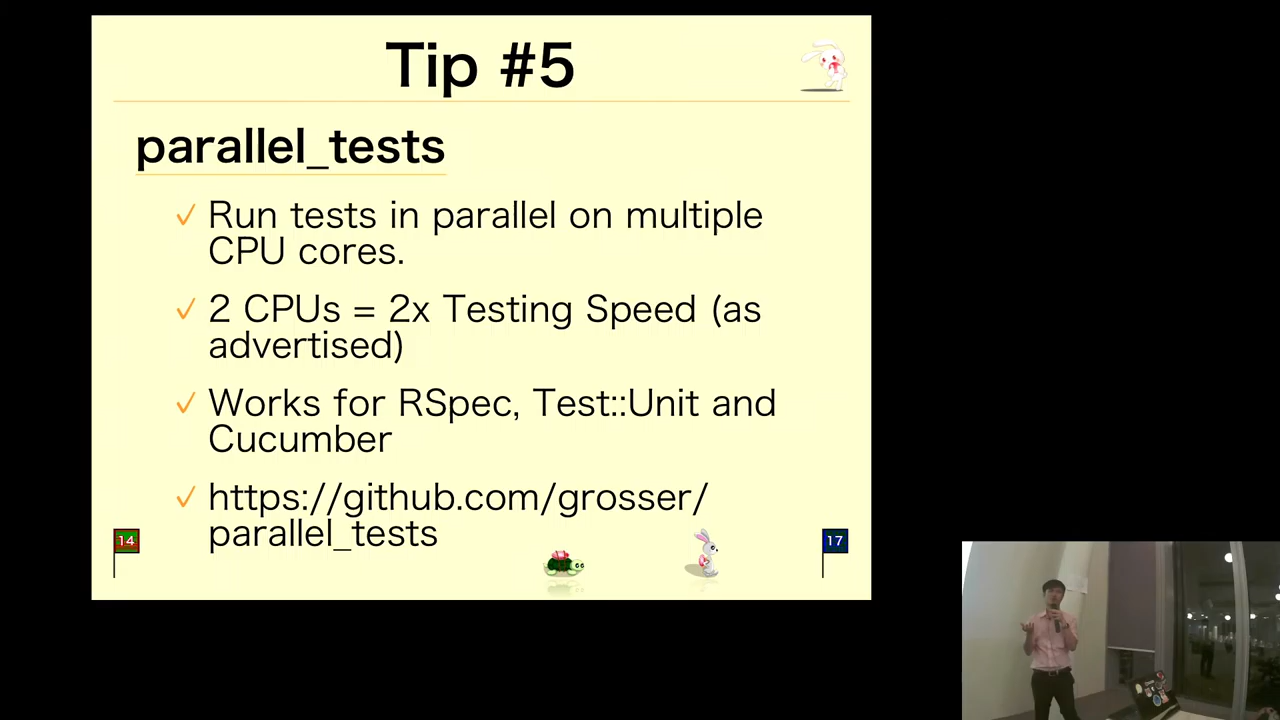 Tip #5
parallel_tests
✓ Run tests in parallel on multiple
CPU cores.
✓ 2 CPUs = 2x Testing Speed (as
advertised)
✓ Works for RSpec, Test::Unit and
Cucumber
✓ https://github.com/grosser/
parallel_tests
14
17